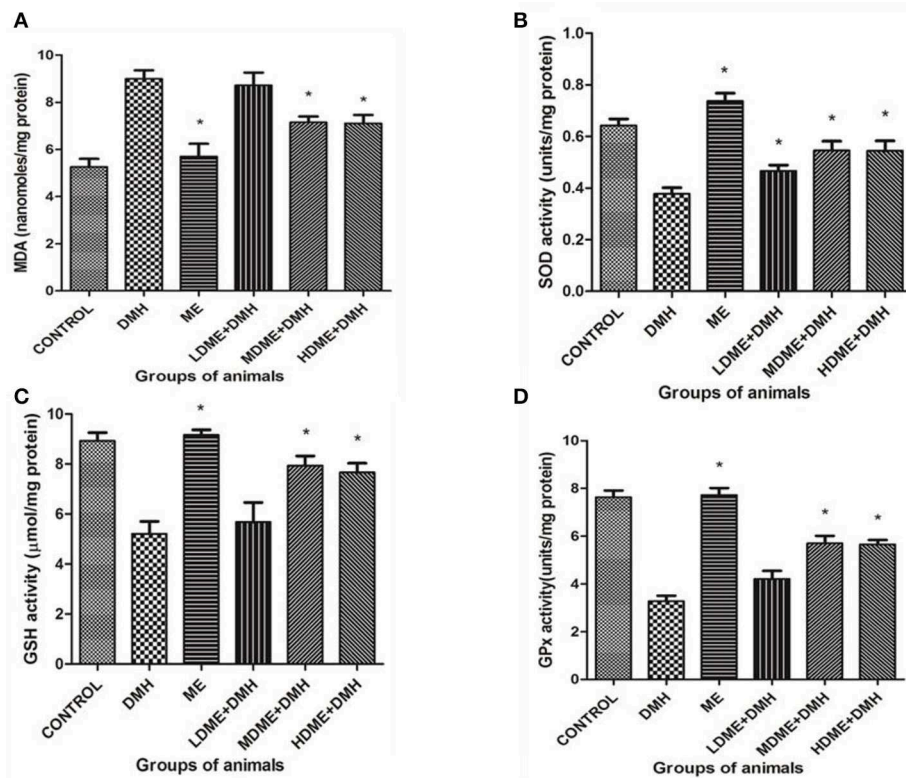 A
MDA (nanomoles/mg protein)
10
8
6
4
2
0
*
*
*
CONTROL
DMH
ME
LDME+DMH
MDME+DMH
HDME+DMH
Groups of animals
B
SOD activity (units/mg protein)
1.0
0.8
0.6
0.4
0.2
0.0
*
*
*
*
CONTROL
DMH
ME
LDME+DMH
MDME+DMH
HDME+DMH
Groups of animals
C
GSH activity (μmol/mg protein)
10
8
6
4
2
0
*
*
*
CONTROL
DMH
ME
LDME+DMH
MDME+DMH
HDME+DMH
Groups of animals
D
GPx activity(units/mg protein)
10
8
6
4
2
0
*
*
*
CONTROL
DMH
ME
LDME+DMH
MDME+DMH
HDME+DMH
Groups of animals